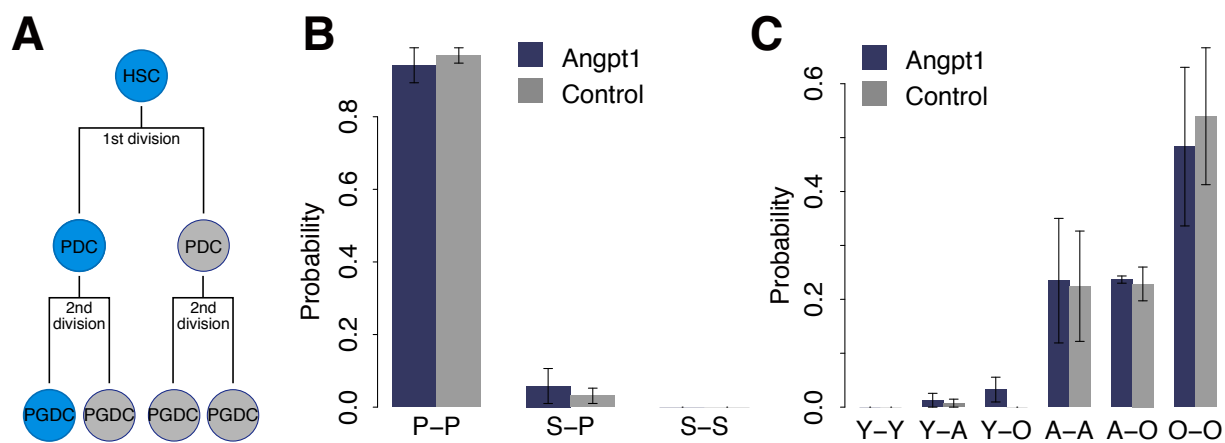 A
HSC
1st division
PDC
PDC
2nd
division
2nd
division
PGDC
PGDC
PGDC
PGDC
B
Angpt1
Control
Probability
0.0
0.2
0.4
0.6
0.8
P–P
S–P
S–S
C
Angpt1
Control
Probability
0.0
0.2
0.4
0.6
Y–Y
Y–A
Y–O
A–A
A–O
O–O